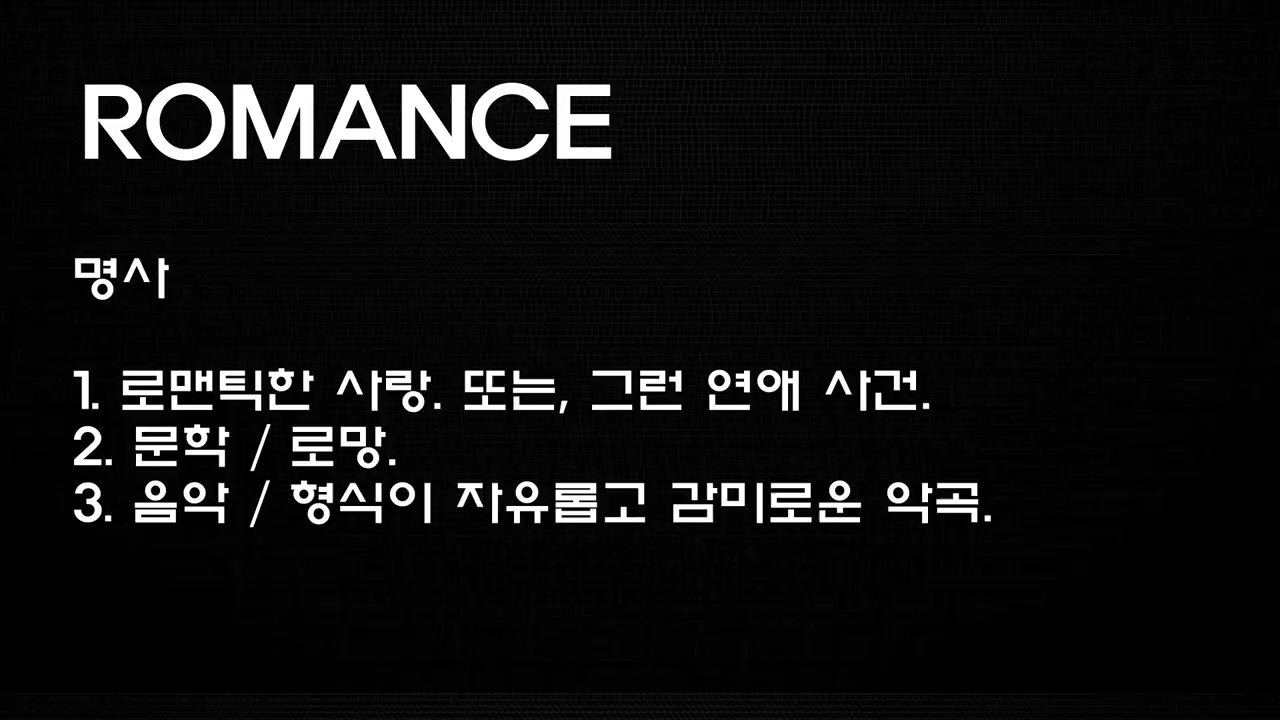 ROMANCE
명사
1. 로맨틱한 사랑. 또는, 그런 연애 사건.
2. 문학 / 로망.
3. 음악 / 형식이 자유롭고 감미로운 악곡.